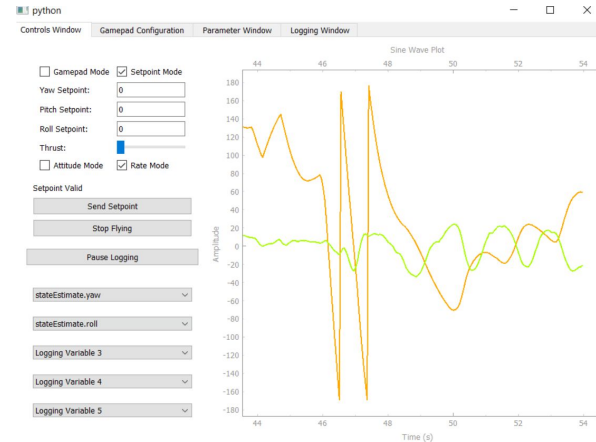 python
Controls Window Gamepad Configuration Parameter Window Logging Window
Gamepad Mode Setpoint Mode
Yaw Setpoint: 0
Pitch Setpoint: 0
Roll Setpoint: 0
Thrust:
Attitude Mode Rate Mode
Setpoint Valid
Send Setpoint
Stop Flying
Pause Logging
stateEstimate.yaw
stateEstimate.roll
Logging Variable 3
Logging Variable 4
Logging Variable 5
Sine Wave Plot
44 46 48 50 52 54
180
160
140
120
100
80
60
40
20
0
-20
-40
-60
-80
-100
-120
-140
-160
-180
Amplitude
44 46 48 50 52 54
Time (s)